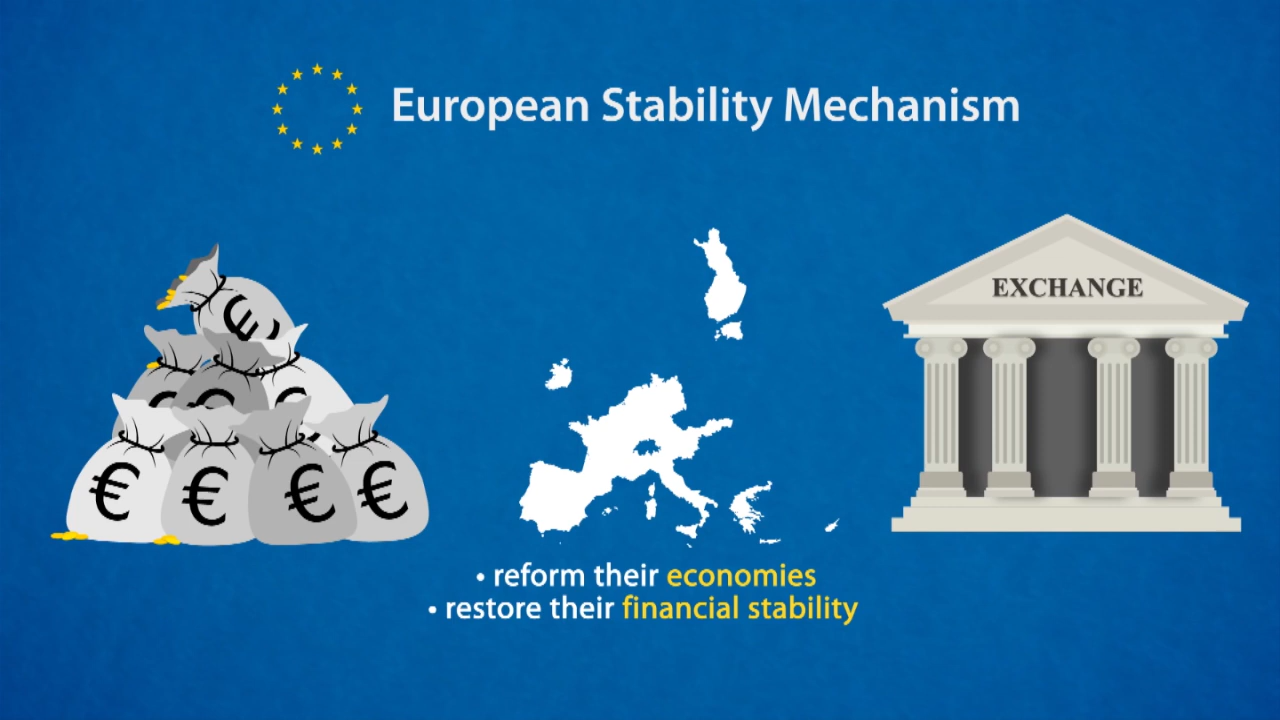 European Stability Mechanism
EXCHANGE
€
€
€
€
€
• reform their economies
• restore their financial stability